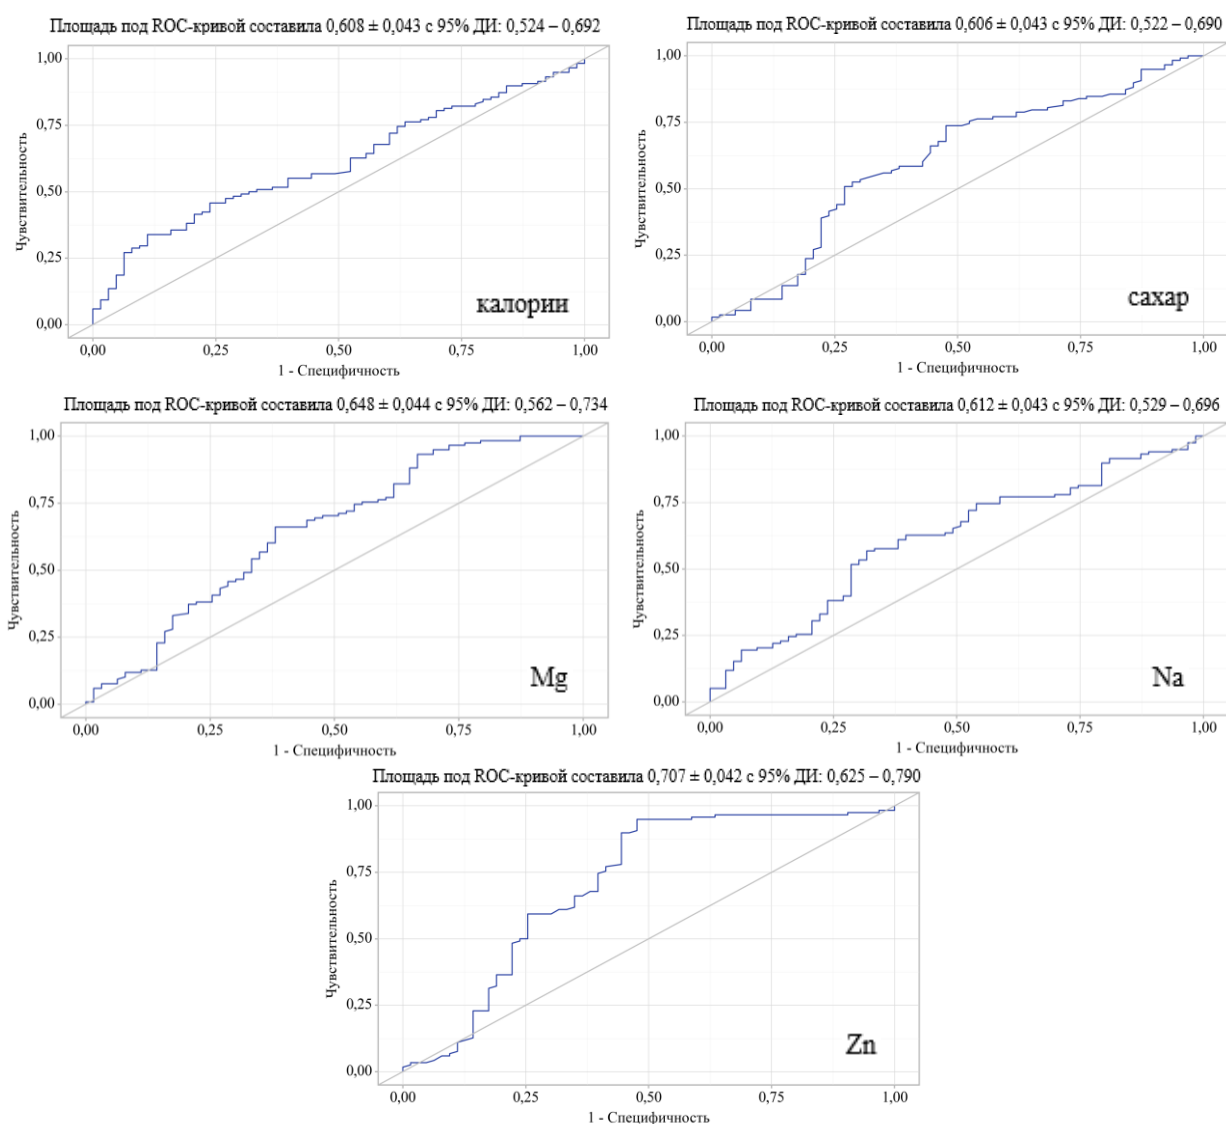 Площадь под ROC-кривой составила 0,608 ± 0,043 с 95% ДИ: 0,524 – 0,692
1,00
0,75
0,50
0,25
0,00
Чувствительность
калории
0,00 0,25 0,50 0,75 1,00
1 - Специфичность
Площадь под ROC-кривой составила 0,606 ± 0,043 с 95% ДИ: 0,522 – 0,690
1,00
0,75
0,50
0,25
0,00
Чувствительность
сахар
0,00 0,25 0,50 0,75 1,00
1 - Специфичность
Площадь под ROC-кривой составила 0,648 ± 0,044 с 95% ДИ: 0,562 – 0,734
1,00
0,75
0,50
0,25
0,00
Чувствительность
Mg
0,00 0,25 0,50 0,75 1,00
1 - Специфичность
Площадь под ROC-кривой составила 0,612 ± 0,043 с 95% ДИ: 0,529 – 0,696
1,00
0,75
0,50
0,25
0,00
Чувствительность
Na
0,00 0,25 0,50 0,75 1,00
1 - Специфичность
Площадь под ROC-кривой составила 0,707 ± 0,042 с 95% ДИ: 0,625 – 0,790
1,00
0,75
0,50
0,25
0,00
Чувствительность
Zn
0,00 0,25 0,50 0,75 1,00
1 - Специфичность